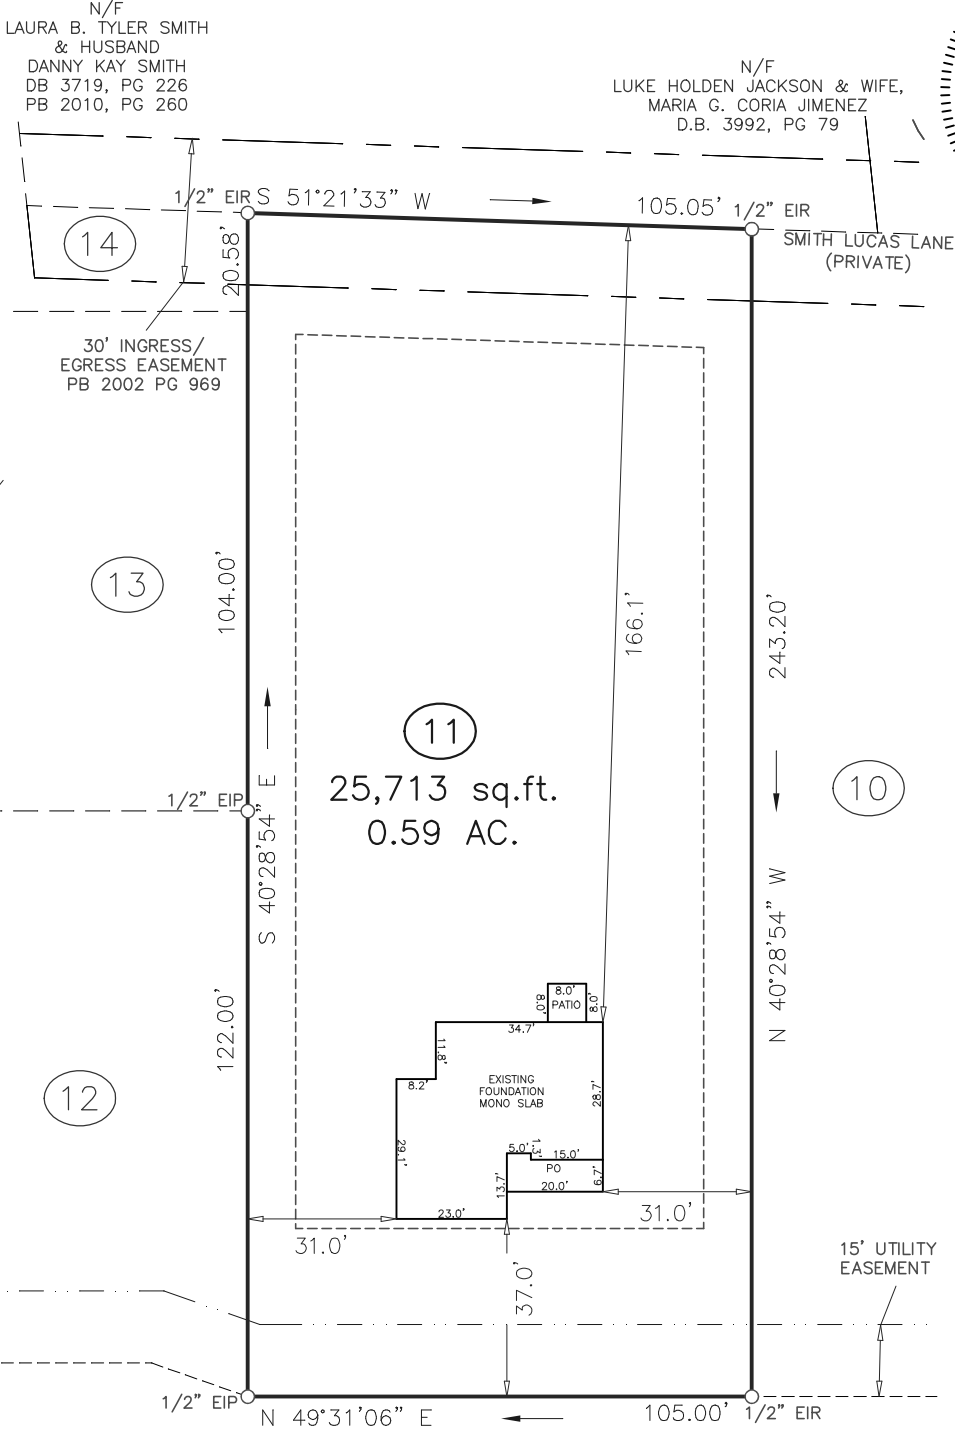 N/F
LAURA B. TYLER SMITH
& HUSBAND
DANNY KAY SMITH
DB 3719, PG 226
PB 2010, PG 260
N/F
LUKE HOLDEN JACKSON & WIFE,
MARIA G. CORIA JIMENEZ
D.B. 3992, PG 79
1/2" EIR
S 51°21'33" W
105.05'
1/2" EIR
SMITH LUCAS LANE
(PRIVATE)
14
20.58'
30' INGRESS/
EGRESS EASEMENT
PB 2002 PG 969
13
104.00'
166.1'
243.20'
11
25,713 sq.ft.
0.59 AC.
10
1/2" EIP
S 40°28'54" E
N 40°28'54" W
122.00'
12
8.0'
8.0'
8.0'
PATIO
34.7'
11.8'
8.2'
EXISTING
FOUNDATION
MONO SLAB
28.7'
29.1'
5.0'
1.3'
15.0'
PO
6.7'
13.7'
20.0'
23.0'
31.0'
31.0'
37.0'
15' UTILITY
EASEMENT
1/2" EIP
N 49°31'06" E
105.00'
1/2" EIR